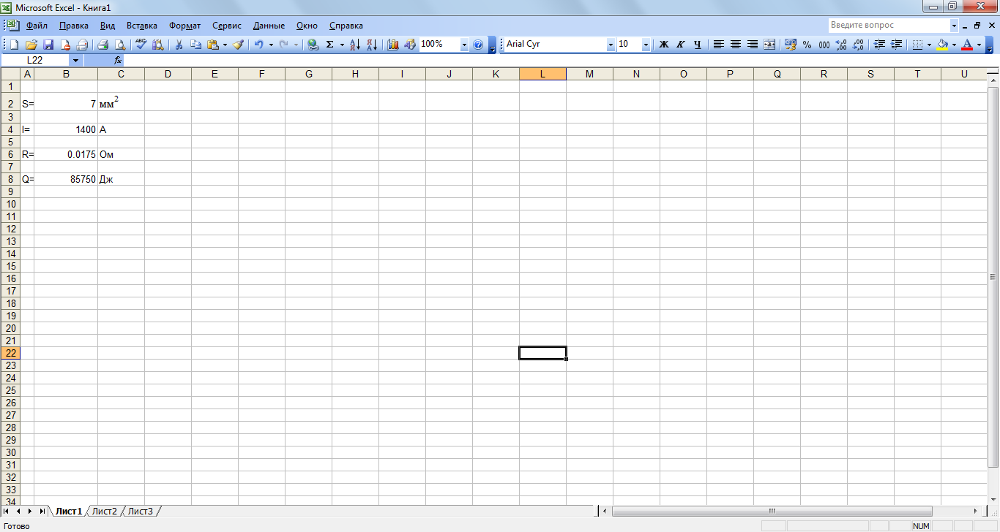 Microsoft Excel - Книга1
Файл Правка Вид Вставка Формат Сервис Данные Окно Справка Введите вопрос
100% Arial Cyr 10 Ж К Ч % 000
L22 fx
A B C D E F G H I J K L M N O P Q R S T U
1
2 S= 7 мм²
3
4 I= 1400 А
5
6 R= 0.0175 Ом
7
8 Q= 85750 Дж
9
10
11
12
13
14
15
16
17
18
19
20
21
22
23
24
25
26
27
28
29
30
31
32
33
34
Лист1 Лист2 Лист3
Готово NUM